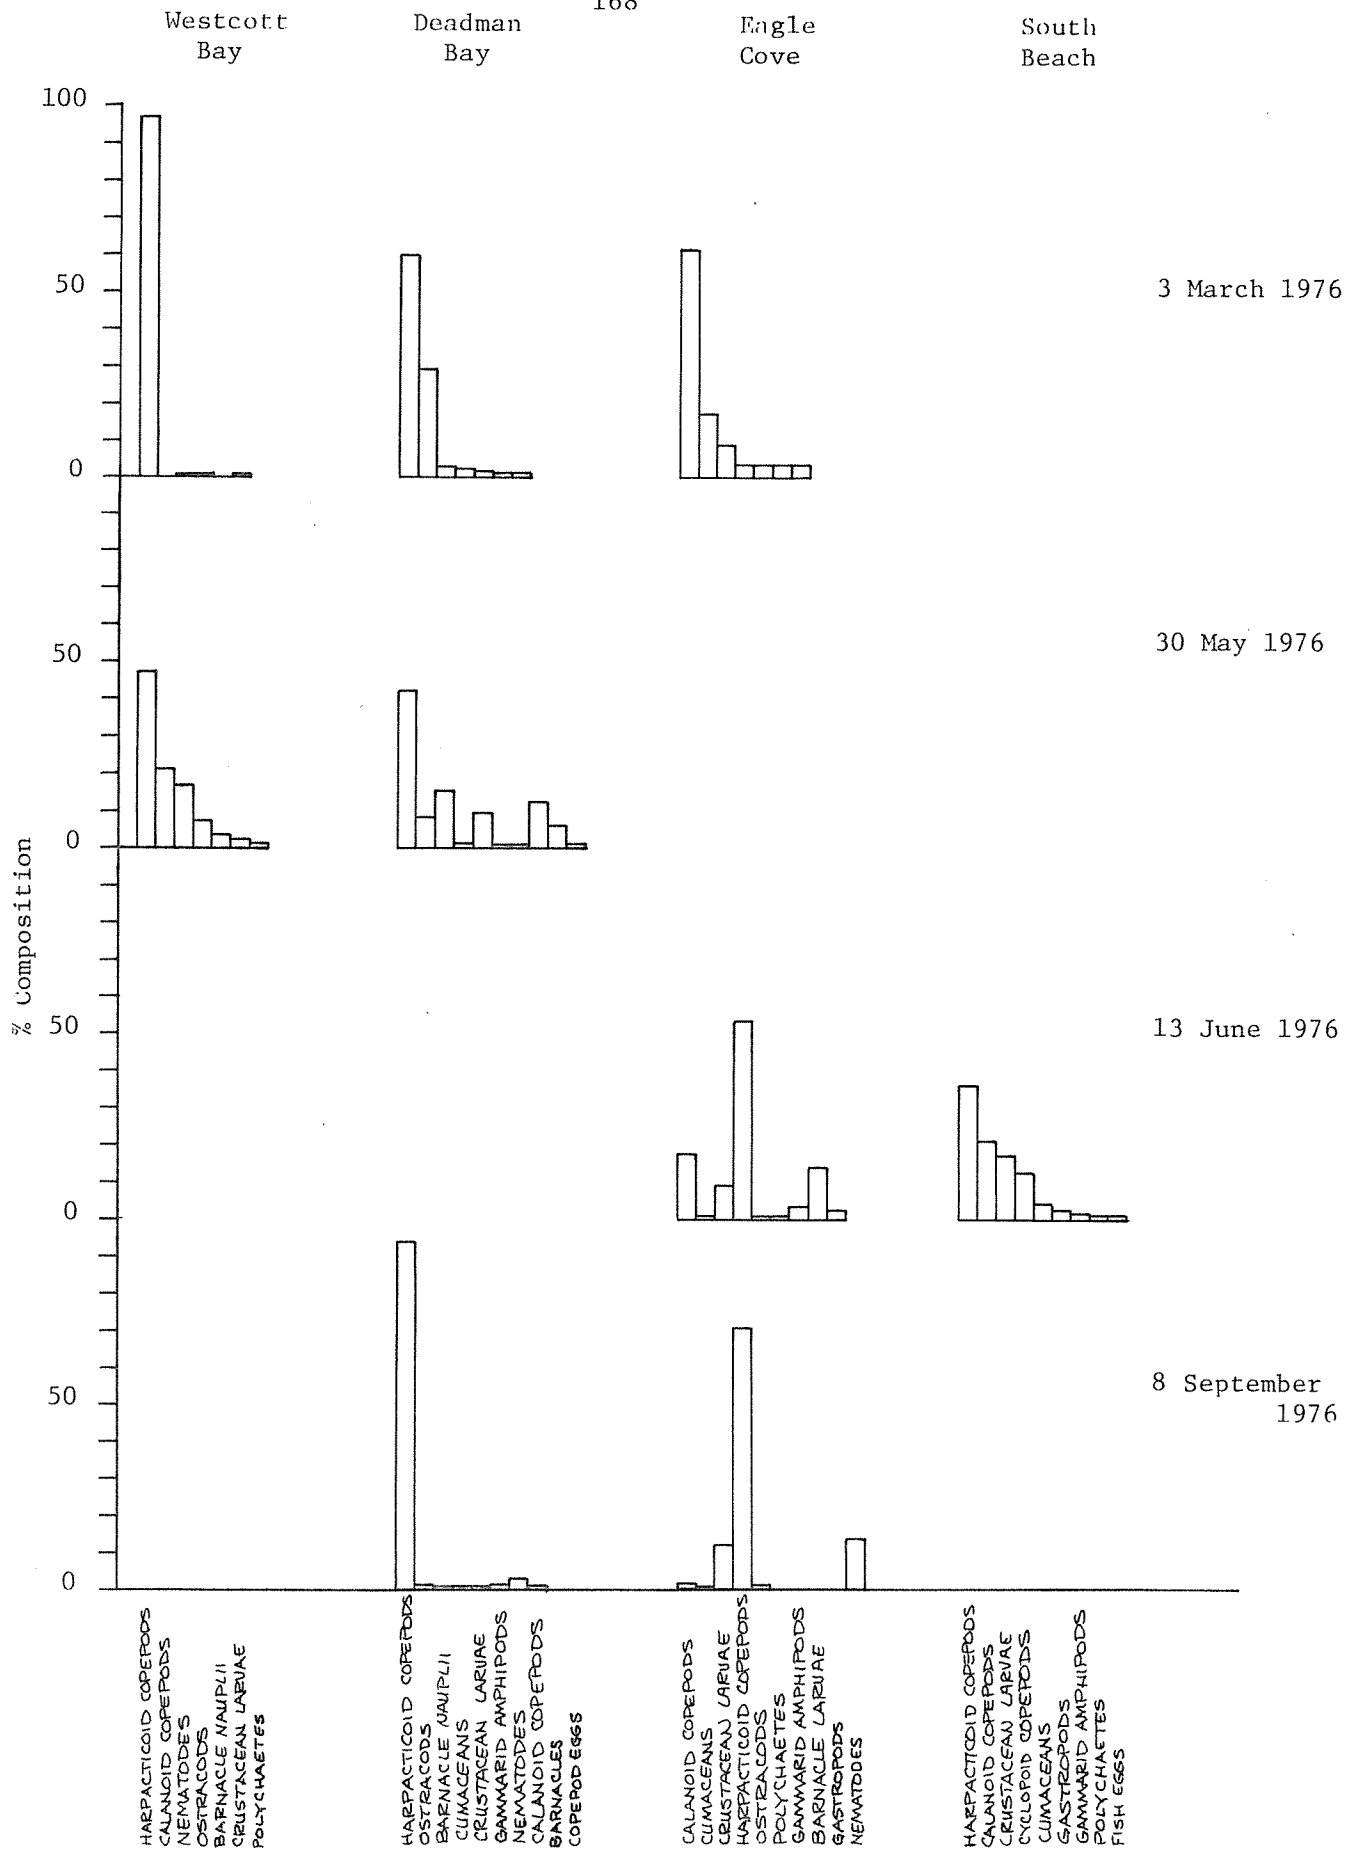 168
Westcott
Bay
Deadman
Bay
Eagle
Cove
South
Beach
100
50
0
3 March 1976
50
0
30 May 1976
% Composition
50
0
13 June 1976
50
0
8 September
1976
HARPACTICOID COPEPODS
CALANOID COPEPODS
NEMATODES
OSTRACODS
BARNACLE NAUPLII
CRUSTACEAN LARVAE
POLYCHAETES
HARPACTICOID COPEPODS
OSTRACODS
BARNACLE NAUPLII
CUMACEANS
CRUSTACEAN LARVAE
GAMMARID AMPHIPODS
NEMATODES
CALANOID COPEPODS
BARNACLES
COPEPOD EGGS
CALANOID COPEPODS
CUMACEANS
CRUSTACEAN LARVAE
HARPACTICOID COPEPODS
OSTRACODS
POLYCHAETES
GAMMARID AMPHIPODS
BARNACLE LARVAE
GASTROPODS
NEMATODES
HARPACTICOID COPEPODS
CALANOID COPEPODS
CRUSTACEAN LARVAE
CYCLOPOID COPEPODS
CUMACEANS
GASTROPODS
GAMMARID AMPHIPODS
POLYCHAETES
FISH EGGS